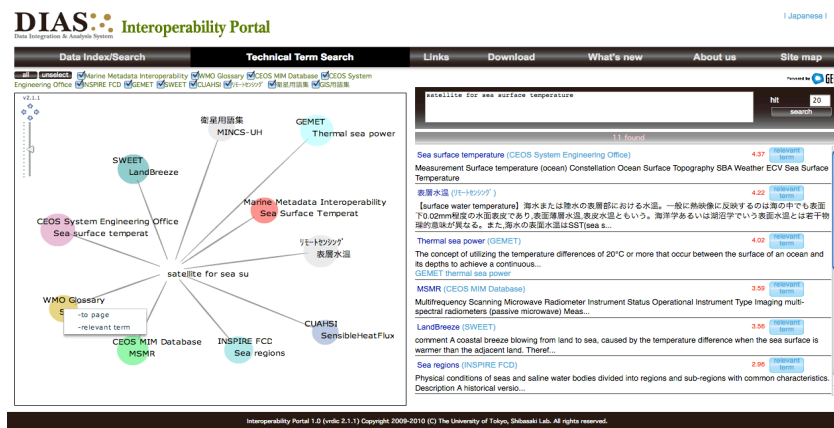 DIAS Interoperability Portal
Data Integration & Analysis System
| Japanese |
Data Index/Search
Technical Term Search
Links
Download
What's new
About us
Site map
all unselect Marine Metadata Interoperability WMO Glossary CEOS MIM Database CEOS System
Engineering Office INSPIRE FCD GEMET SWEET CUAHSI ﾘﾓｰﾄｾﾝｼﾝｸﾞ 衛星用語集 GIS用語集
Powered by GE
v2.1.1
衛星用語集
MINCS-UH
GEMET
Thermal sea power
SWEET
LandBreeze
Marine Metadata Interoperability
Sea Surface Temperat
CEOS System Engineering Office
Sea surface temperat
ﾘﾓｰﾄｾﾝｼﾝｸﾞ
表層水温
satellite for sea su
WMO Glossary
S
-to page
-relevant term
CEOS MIM Database
MSMR
INSPIRE FCD
Sea regions
CUAHSI
SensibleHeatFlux
satellite for sea surface temperature
hit 20
search
11 found
Sea surface temperature (CEOS System Engineering Office) 4.37 relevant term
Measurement Surface temperature (ocean) Constellation Ocean Surface Topography SBA Weather ECV Sea Surface
Temperature
表層水温 (ﾘﾓｰﾄｾﾝｼﾝｸﾞ) 4.22 relevant term
【surface water temperature】海水または陸水の表層部における水温。一般に熱映像に反映するのは海の中でも表面
下0.02mm程度の水面表皮であり,表面薄層水温,表皮水温ともいう。海洋学あるいは湖沼学でいう表面水温とは若干物
理的意味が異なる。また,海水の表面水温はSST(sea s...
Thermal sea power (GEMET) 4.02 relevant term
The concept of utilizing the temperature differences of 20°C or more that occur between the surface of an ocean and
its depths to achieve a continuous...
GEMET thermal sea power
MSMR (CEOS MIM Database) 3.59 relevant term
Multifrequency Scanning Microwave Radiometer Instrument Status Operational Instrument Type Imaging multi-
spectral radiometers (passive microwave) Meas...
LandBreeze (SWEET) 3.56 relevant term
comment A coastal breeze blowing from land to sea, caused by the temperature difference when the sea surface is
warmer than the adjacent land. Theref...
Sea regions (INSPIRE FCD) 2.96 relevant term
Physical conditions of seas and saline water bodies divided into regions and sub-regions with common characteristics.
Description A historical versio...
Interoperability Portal 1.0 (vrdic 2.1.1) Copyright 2009-2010 (C) The University of Tokyo, Shibasaki Lab. All rights reserved.